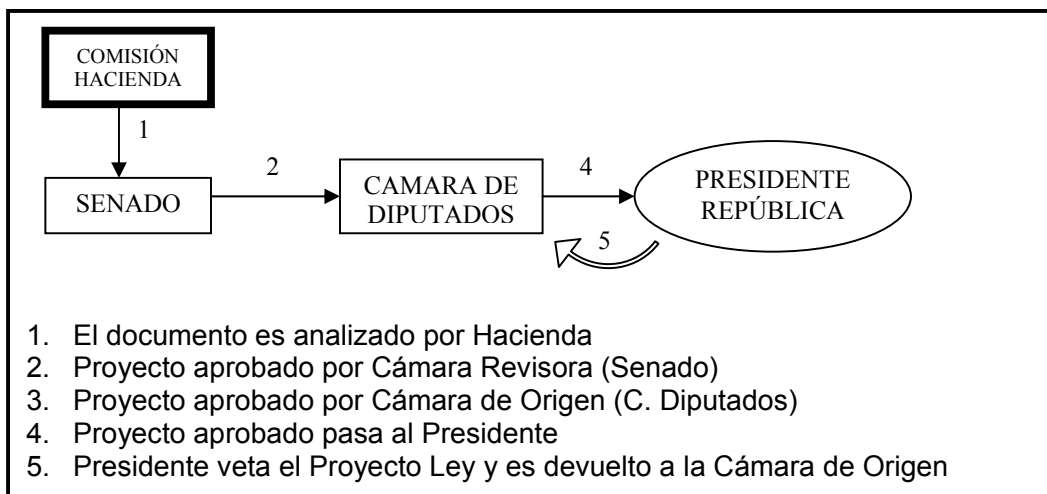 COMISIÓN
HACIENDA
1
SENADO
2
CAMARA DE
DIPUTADOS
4
PRESIDENTE
REPÚBLICA
5
1. El documento es analizado por Hacienda
2. Proyecto aprobado por Cámara Revisora (Senado)
3. Proyecto aprobado por Cámara de Origen (C. Diputados)
4. Proyecto aprobado pasa al Presidente
5. Presidente veta el Proyecto Ley y es devuelto a la Cámara de Origen